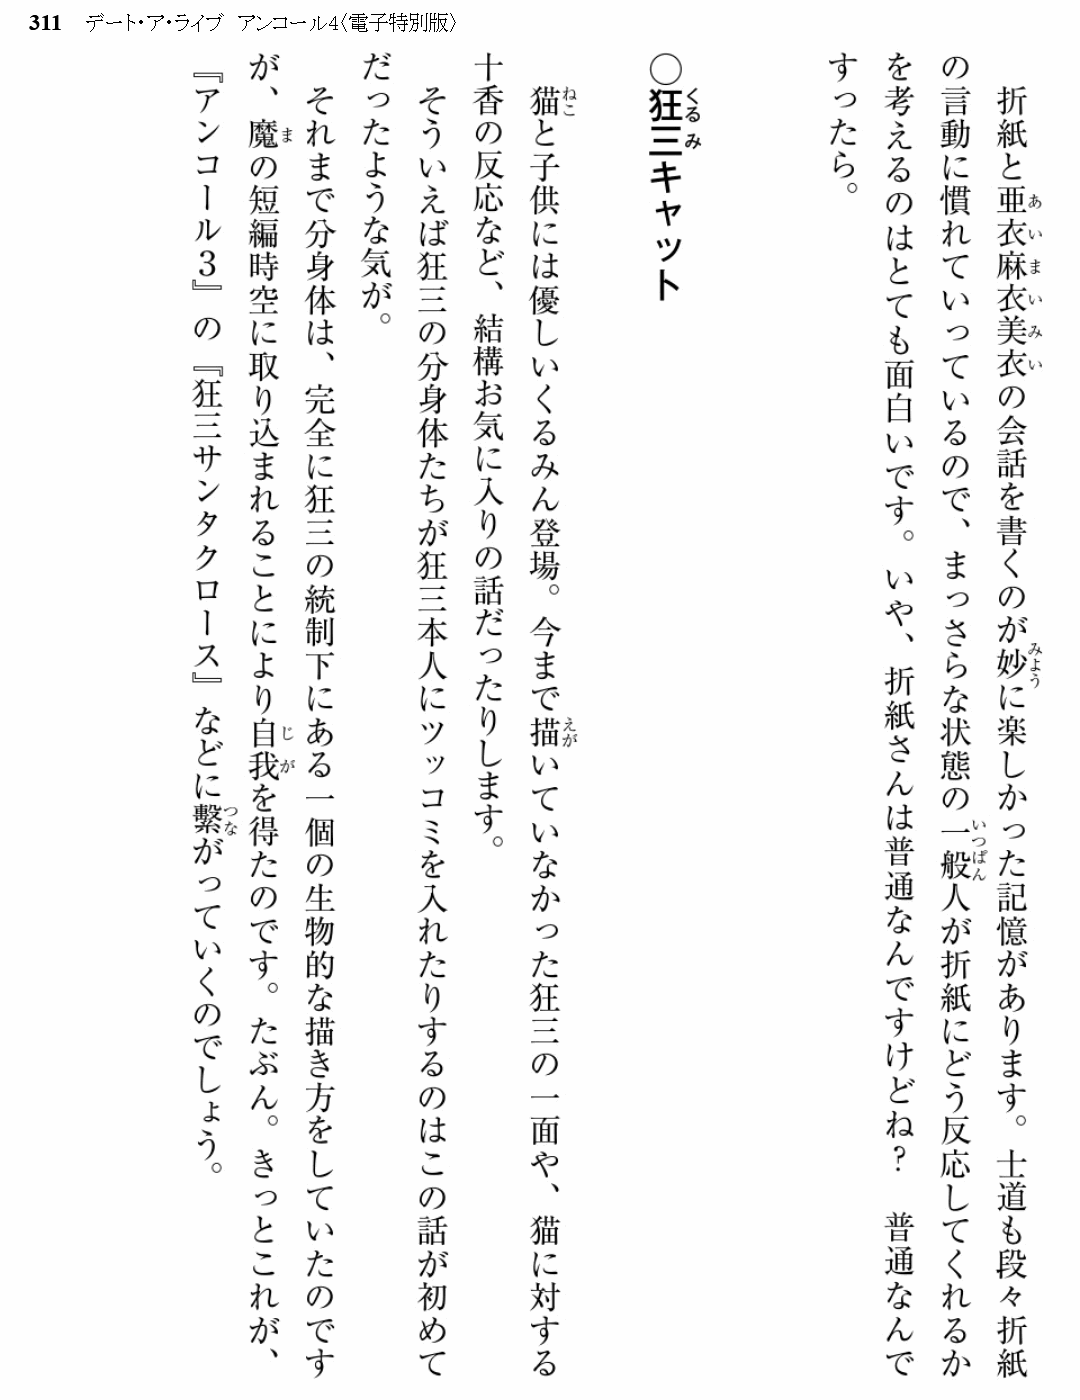 311　デート・ア・ライブ　アンコール4〈電子特別版〉
　折紙と亜衣麻衣美衣の会話を書くのが妙に楽しかった記憶があります。士道も段々折紙
の言動に慣れていっているので、まっさらな状態の一般人が折紙にどう反応してくれるか
を考えるのはとても面白いです。いや、折紙さんは普通なんですけどね？　普通なんで
すったら。
○狂三キャット
　猫と子供には優しいくるみん登場。今まで描いていなかった狂三の一面や、猫に対する
十香の反応など、結構お気に入りの話だったりします。
　そういえば狂三の分身体たちが狂三本人にツッコミを入れたりするのはこの話が初めて
だったような気が。
　それまで分身体は、完全に狂三の統制下にある一個の生物的な描き方をしていたのです
が、魔の短編時空に取り込まれることにより自我を得たのです。たぶん。きっとこれが、
『アンコール３』の『狂三サンタクロース』などに繫がっていくのでしょう。